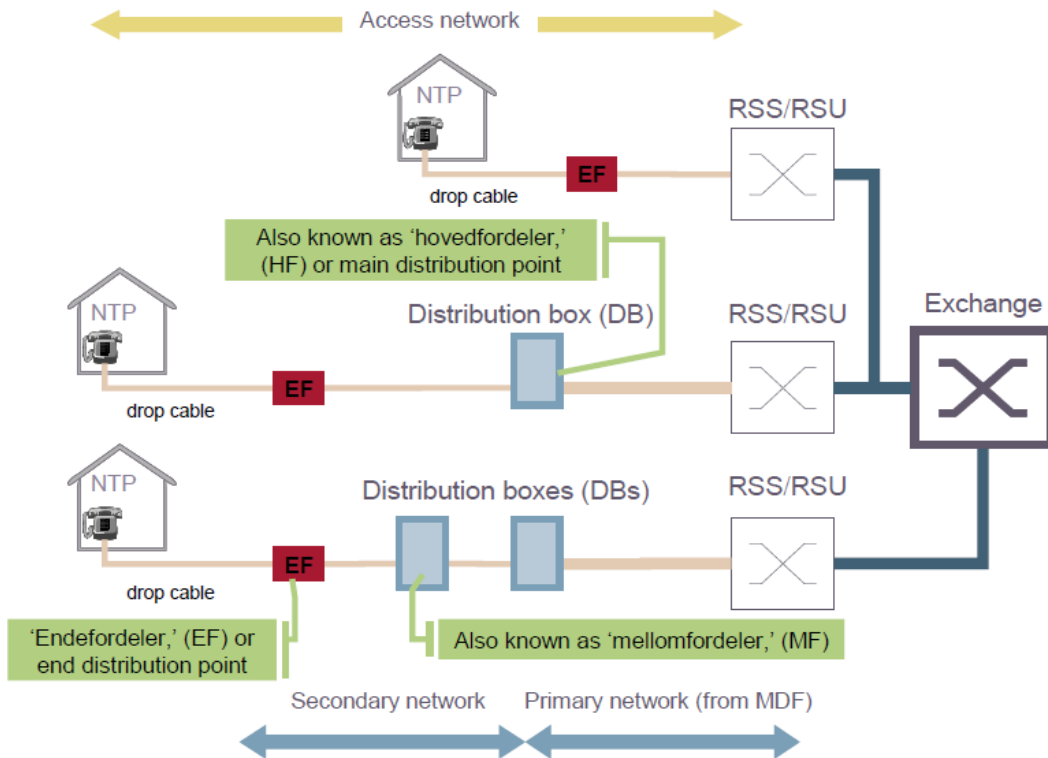 Access network
NTP
RSS/RSU
EF
drop cable
Also known as ‘hovedfordeler,’
(HF) or main distribution point
NTP
Distribution box (DB)
RSS/RSU
Exchange
EF
drop cable
NTP
Distribution boxes (DBs)
RSS/RSU
EF
drop cable
‘Endefordeler,’ (EF) or
end distribution point
Also known as ‘mellomfordeler,’ (MF)
Secondary network
Primary network (from MDF)